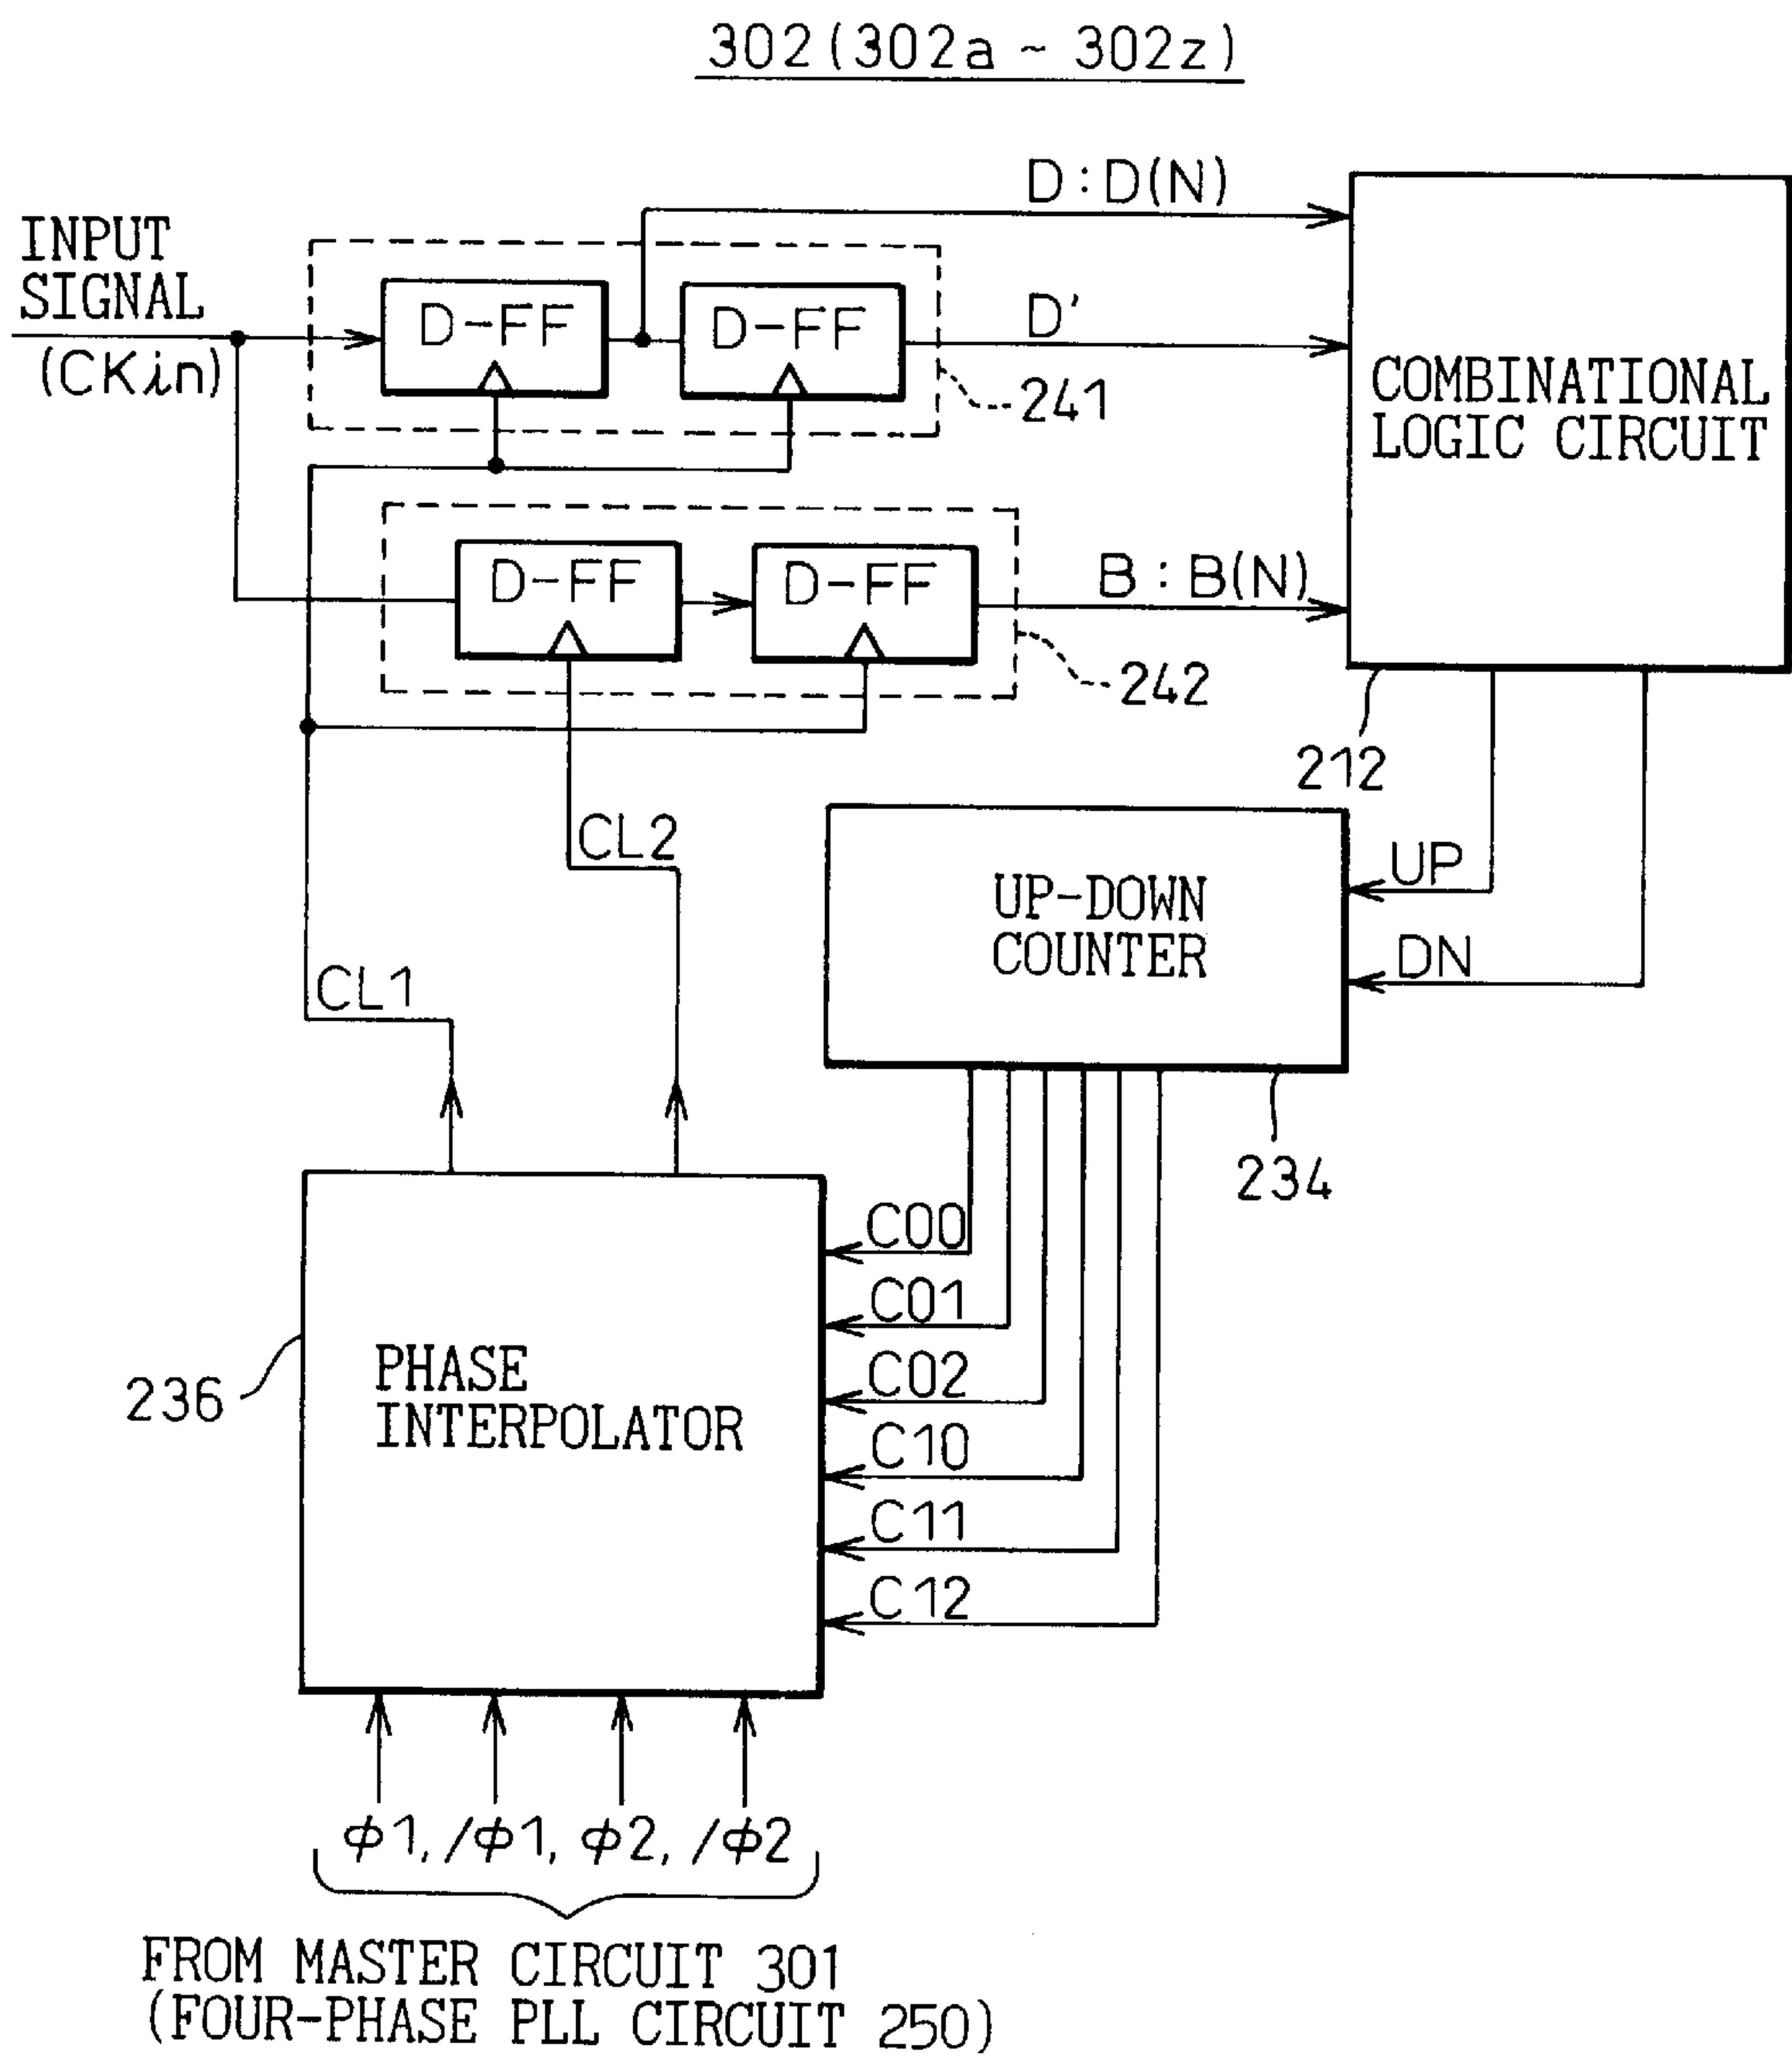 302 (302a ~ 302z)
D : D(N)
INPUT
SIGNAL
(CKin)
D-FF
D-FF
D'
241
COMBINATIONAL
LOGIC CIRCUIT
D-FF
D-FF
B : B(N)
242
212
CL2
UP
UP-DOWN
COUNTER
DN
CL1
234
C00
C01
PHASE
INTERPOLATOR
C02
236
C10
C11
C12
φ1, /φ1, φ2, /φ2
FROM MASTER CIRCUIT 301
(FOUR-PHASE PLL CIRCUIT 250)